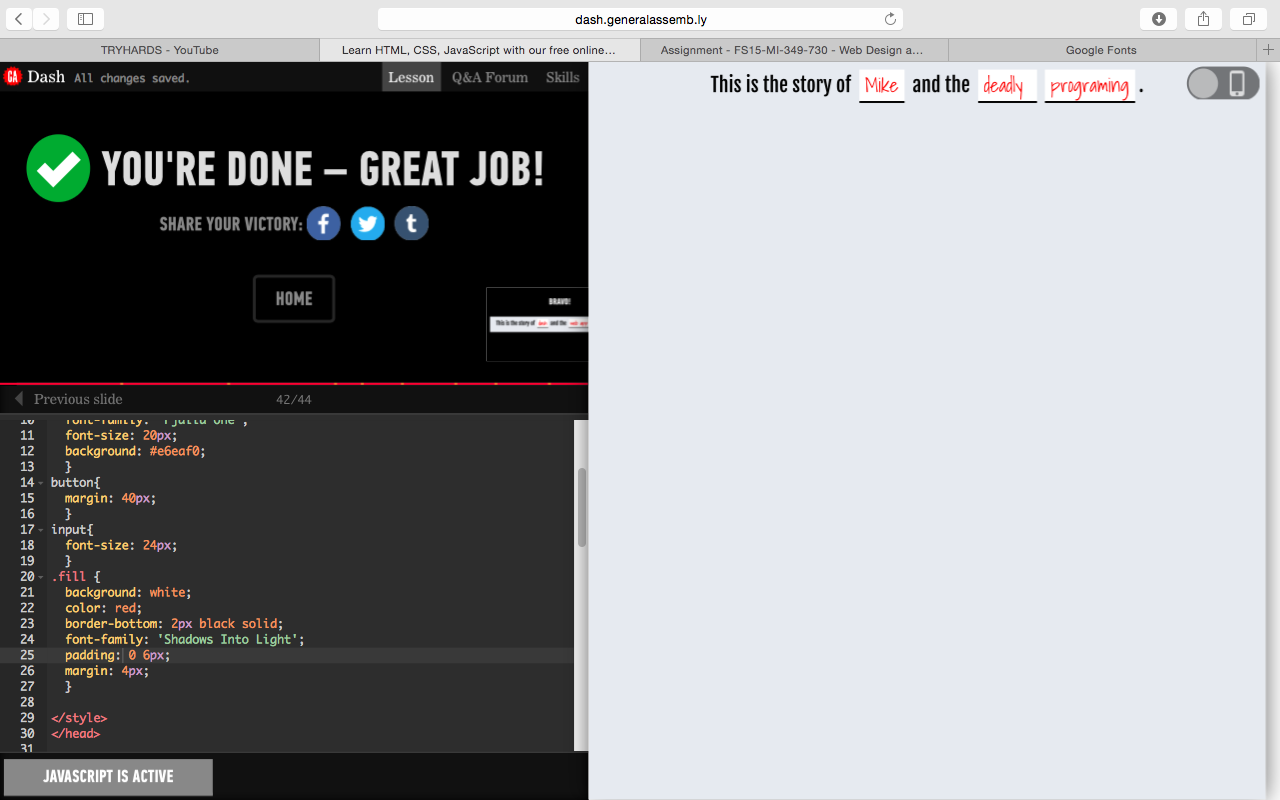 dash.generalassemb.ly
TRYHARDS - YouTube
Learn HTML, CSS, JavaScript with our free online...
Assignment - FS15-MI-349-730 - Web Design a...
Google Fonts
GA Dash All changes saved.
Lesson Q&A Forum Skills
YOU'RE DONE – GREAT JOB!
SHARE YOUR VICTORY: f t
HOME
BRAVO!
This is the story of and the
Previous slide 42/44
10 font-family: 'Fjalla One';
11 font-size: 20px;
12 background: #e6eaf0;
13 }
14 button{
15 margin: 40px;
16 }
17 input{
18 font-size: 24px;
19 }
20 .fill {
21 background: white;
22 color: red;
23 border-bottom: 2px black solid;
24 font-family: 'Shadows Into Light';
25 padding: 0 6px;
26 margin: 4px;
27 }
28
29 </style>
30 </head>
31
JAVASCRIPT IS ACTIVE
This is the story of Mike and the deadly programing .